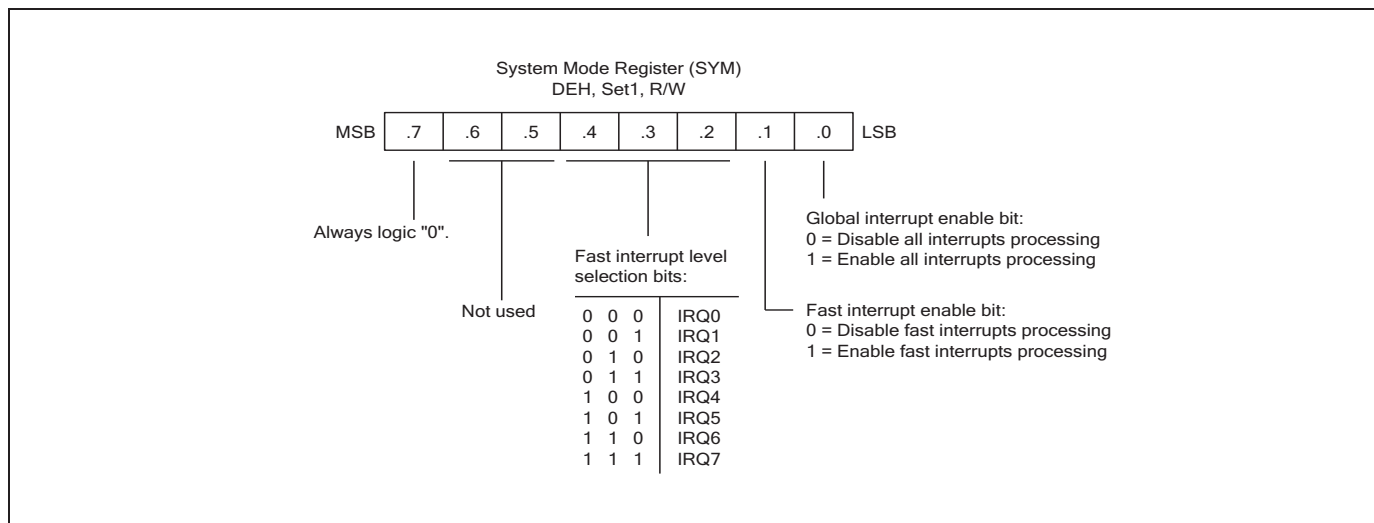 System Mode Register (SYM)
DEH, Set1, R/W
MSB .7 .6 .5 .4 .3 .2 .1 .0 LSB
Always logic "0".
Not used
Fast interrupt level
selection bits:
0 0 0 IRQ0
0 0 1 IRQ1
0 1 0 IRQ2
0 1 1 IRQ3
1 0 0 IRQ4
1 0 1 IRQ5
1 1 0 IRQ6
1 1 1 IRQ7
Global interrupt enable bit:
0 = Disable all interrupts processing
1 = Enable all interrupts processing
Fast interrupt enable bit:
0 = Disable fast interrupts processing
1 = Enable fast interrupts processing